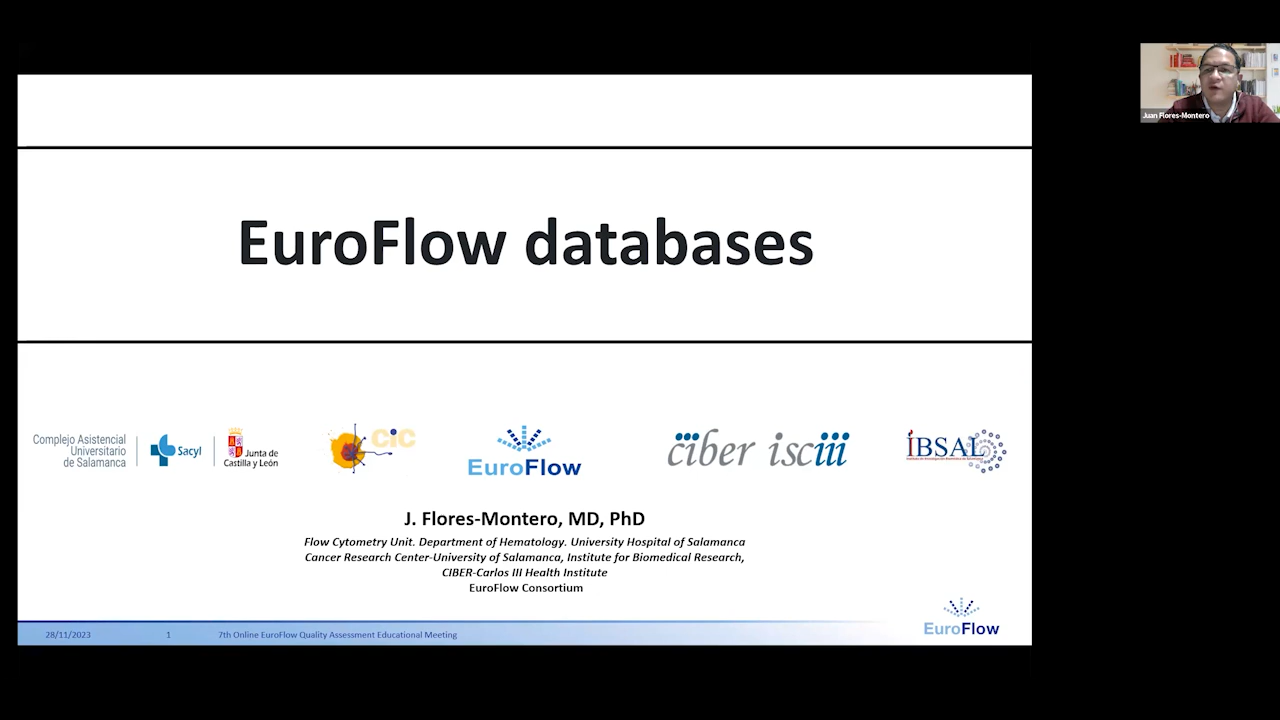 Juan Flores-Montero
EuroFlow databases
Complejo Asistencial
Universitario
de Salamanca
Sacyl
Junta de
Castilla y León
cic
EuroFlow
ciber isciii
IBSAL
J. Flores-Montero, MD, PhD
Flow Cytometry Unit. Department of Hematology. University Hospital of Salamanca
Cancer Research Center-University of Salamanca, Institute for Biomedical Research,
CIBER-Carlos III Health Institute
EuroFlow Consortium
EuroFlow
28/11/2023 1 7th Online EuroFlow Quality Assessment Educational Meeting